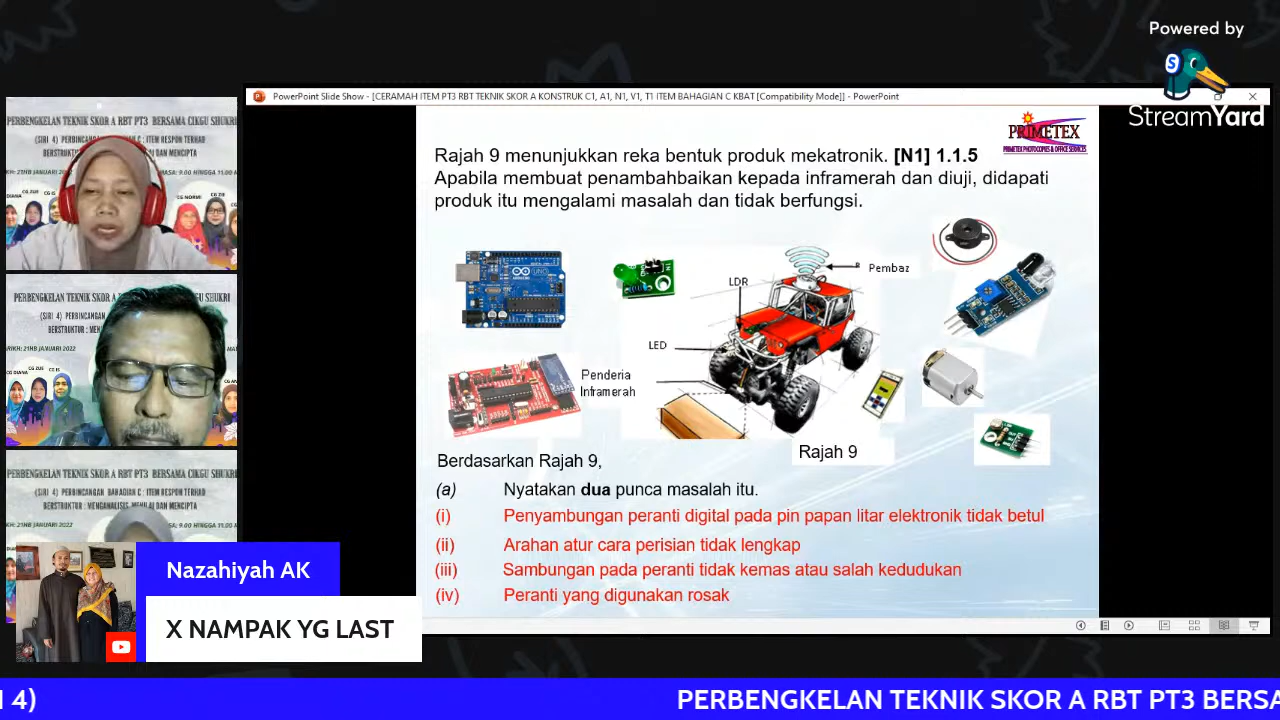 Powered by
StreamYard
PowerPoint Slide Show - [CERAMAH ITEM PT3 RBT TEKNIK SKOR A KONSTRUK C1, A1, N1, V1, T1 ITEM BAHAGIAN C KBAT [Compatibility Mode]] - PowerPoint
PRIMETEX
PRIMETEX PHOTOCOPIES & OFFICE SERVICES
Rajah 9 menunjukkan reka bentuk produk mekatronik. [N1] 1.1.5
Apabila membuat penambahbaikan kepada inframerah dan diuji, didapati
produk itu mengalami masalah dan tidak berfungsi.
Pembaz
LDR
LED
Penderia
Inframerah
Rajah 9
Berdasarkan Rajah 9,
(a) Nyatakan dua punca masalah itu.
(i) Penyambungan peranti digital pada pin papan litar elektronik tidak betul
(ii) Arahan atur cara perisian tidak lengkap
(iii) Sambungan pada peranti tidak kemas atau salah kedudukan
(iv) Peranti yang digunakan rosak
PERBENGKELAN TEKNIK SKOR A RBT PT3 BERSAMA CIKGU SHUKRI
CG NORMI
Nazahiyah AK
X NAMPAK YG LAST
4)
PERBENGKELAN TEKNIK SKOR A RBT PT3 BERSA